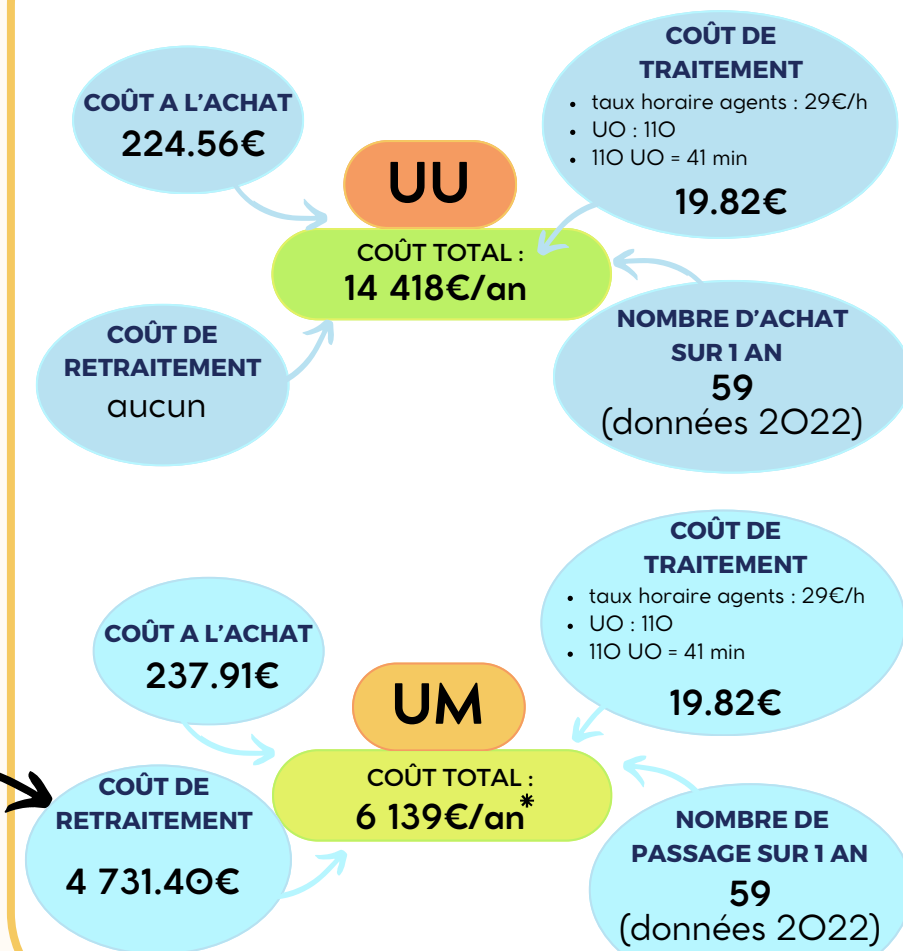 COÛT A L'ACHAT
224.56€
COÛT DE
TRAITEMENT
• taux horaire agents : 29€/h
• UO : 110
• 110 UO = 41 min
19.82€
UU
COÛT TOTAL :
14 418€/an
COÛT DE
RETRAITEMENT
aucun
NOMBRE D'ACHAT
SUR 1 AN
59
(données 2022)
COÛT A L'ACHAT
237.91€
COÛT DE
TRAITEMENT
• taux horaire agents : 29€/h
• UO : 110
• 110 UO = 41 min
19.82€
UM
COÛT TOTAL :
6 139€/an*
COÛT DE
RETRAITEMENT
4 731.40€
NOMBRE DE
PASSAGE SUR 1 AN
59
(données 2022)